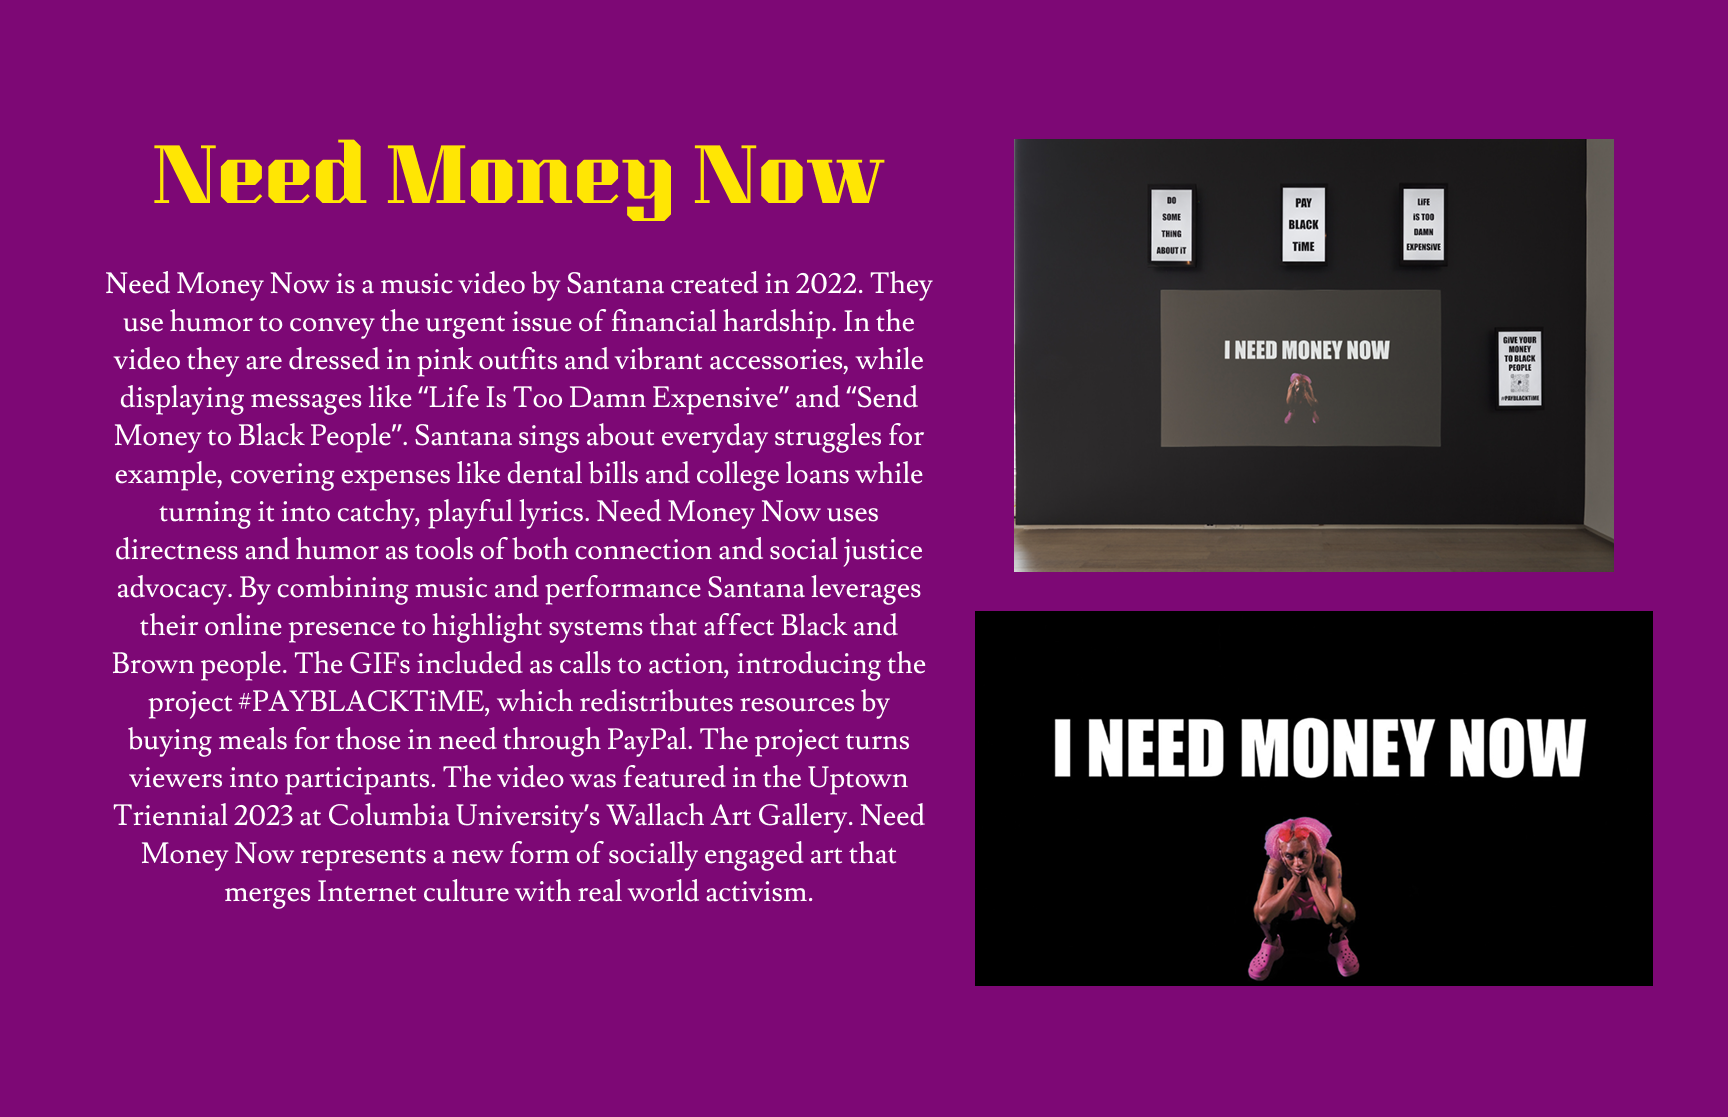 Need Money Now
Need Money Now is a music video by Santana created in 2022. They
use humor to convey the urgent issue of financial hardship. In the
video they are dressed in pink outfits and vibrant accessories, while
displaying messages like “Life Is Too Damn Expensive” and “Send
Money to Black People”. Santana sings about everyday struggles for
example, covering expenses like dental bills and college loans while
turning it into catchy, playful lyrics. Need Money Now uses
directness and humor as tools of both connection and social justice
advocacy. By combining music and performance Santana leverages
their online presence to highlight systems that affect Black and
Brown people. The GIFs included as calls to action, introducing the
project #PAYBLACKTiME, which redistributes resources by
buying meals for those in need through PayPal. The project turns
viewers into participants. The video was featured in the Uptown
Triennial 2023 at Columbia University's Wallach Art Gallery. Need
Money Now represents a new form of socially engaged art that
merges Internet culture with real world activism.
DO
SOME
THiNG
ABOUT iT
PAY
BLACK
TiME
LiFE
iS TOO
DAMN
EXPENSiVE
I NEED MONEY NOW
GiVE YOUR
MONEY
TO BLACK
PEOPLE
#PAYBLACKTiME
I NEED MONEY NOW